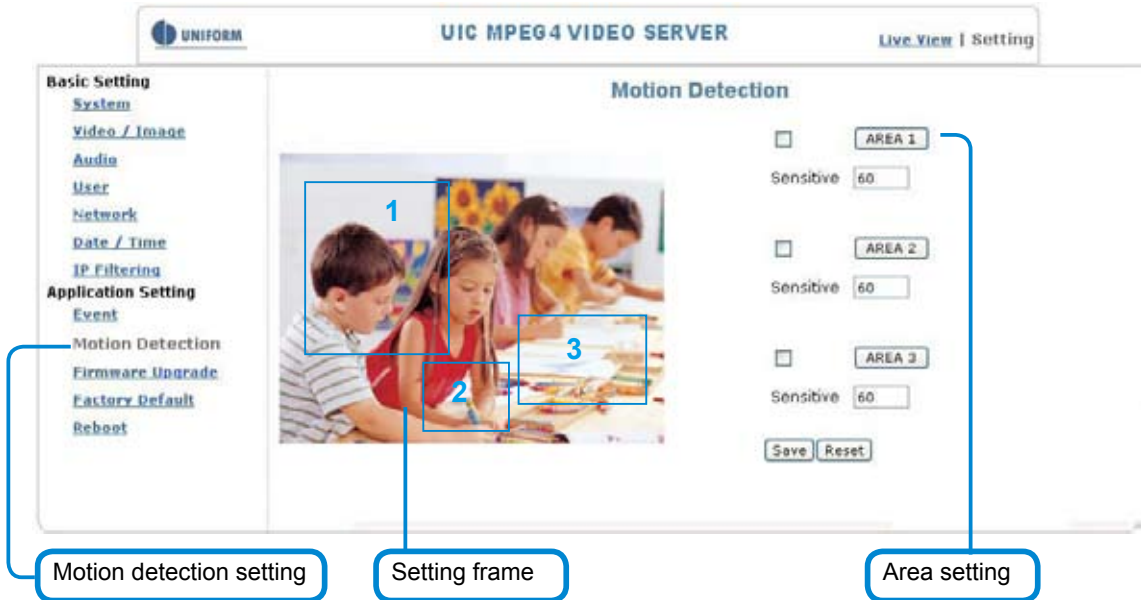 UNIFORM
UIC MPEG4 VIDEO SERVER
Live View | Setting
Basic Setting
System
Video / Image
Audio
User
Network
Date / Time
IP Filtering
Application Setting
Event
Motion Detection
Firmware Upgrade
Factory Default
Reboot
Motion Detection
1
2
3
AREA 1
Sensitive 60
AREA 2
Sensitive 60
AREA 3
Sensitive 60
Save Reset
Motion detection setting
Setting frame
Area setting